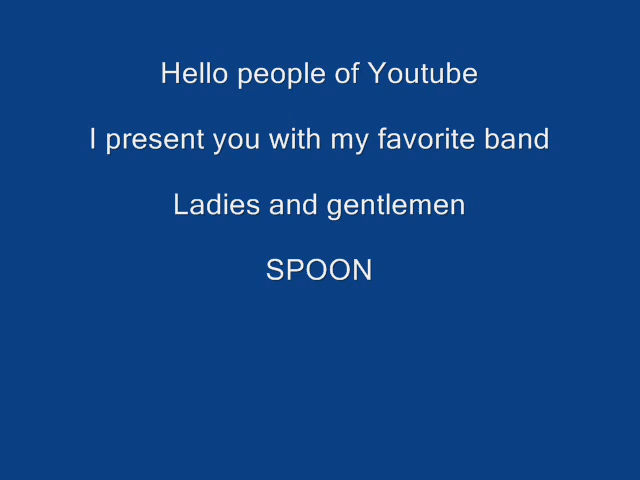 Hello people of Youtube
I present you with my favorite band
Ladies and gentlemen
SPOON